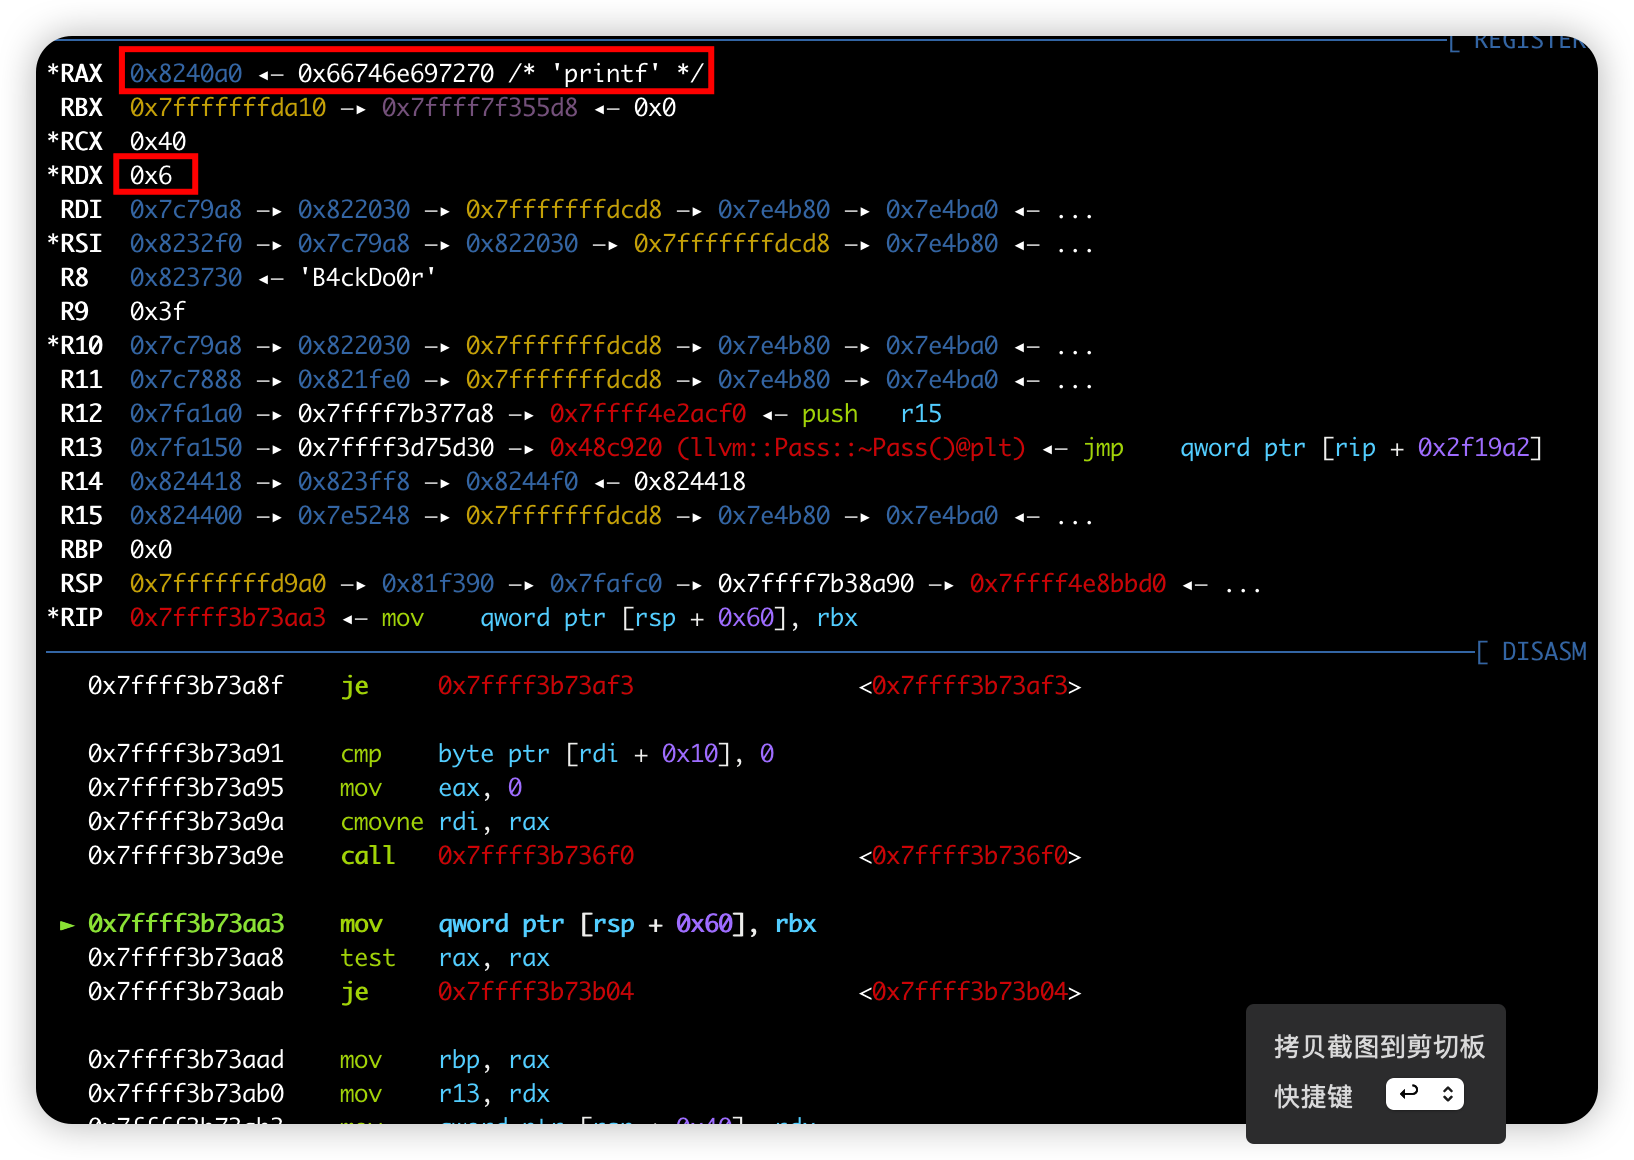 [ REGISTER
*RAX 0x8240a0 ◂— 0x66746e697270 /* 'printf' */
RBX 0x7fffffffda10 —▸ 0x7ffff7f355d8 ◂— 0x0
*RCX 0x40
*RDX 0x6
RDI 0x7c79a8 —▸ 0x822030 —▸ 0x7fffffffdcd8 —▸ 0x7e4b80 —▸ 0x7e4ba0 ◂— ...
*RSI 0x8232f0 —▸ 0x7c79a8 —▸ 0x822030 —▸ 0x7fffffffdcd8 —▸ 0x7e4b80 ◂— ...
R8 0x823730 ◂— 'B4ckDo0r'
R9 0x3f
*R10 0x7c79a8 —▸ 0x822030 —▸ 0x7fffffffdcd8 —▸ 0x7e4b80 —▸ 0x7e4ba0 ◂— ...
R11 0x7c7888 —▸ 0x821fe0 —▸ 0x7fffffffdcd8 —▸ 0x7e4b80 —▸ 0x7e4ba0 ◂— ...
R12 0x7fa1a0 —▸ 0x7ffff7b377a8 —▸ 0x7ffff4e2acf0 ◂— push r15
R13 0x7fa150 —▸ 0x7ffff3d75d30 —▸ 0x48c920 (llvm::Pass::~Pass()@plt) ◂— jmp qword ptr [rip + 0x2f19a2]
R14 0x824418 —▸ 0x823ff8 —▸ 0x8244f0 ◂— 0x824418
R15 0x824400 —▸ 0x7e5248 —▸ 0x7fffffffdcd8 —▸ 0x7e4b80 —▸ 0x7e4ba0 ◂— ...
RBP 0x0
RSP 0x7fffffffd9a0 —▸ 0x81f390 —▸ 0x7fafc0 —▸ 0x7ffff7b38a90 —▸ 0x7ffff4e8bbd0 ◂— ...
*RIP 0x7ffff3b73aa3 ◂— mov qword ptr [rsp + 0x60], rbx
[ DISASM
0x7ffff3b73a8f je 0x7ffff3b73af3 <0x7ffff3b73af3>
0x7ffff3b73a91 cmp byte ptr [rdi + 0x10], 0
0x7ffff3b73a95 mov eax, 0
0x7ffff3b73a9a cmovne rdi, rax
0x7ffff3b73a9e call 0x7ffff3b736f0 <0x7ffff3b736f0>
► 0x7ffff3b73aa3 mov qword ptr [rsp + 0x60], rbx
0x7ffff3b73aa8 test rax, rax
0x7ffff3b73aab je 0x7ffff3b73b04 <0x7ffff3b73b04>
0x7ffff3b73aad mov rbp, rax
0x7ffff3b73ab0 mov r13, rdx
拷贝截图到剪切板
快捷键